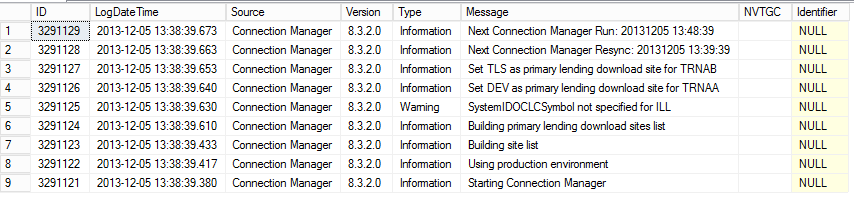 ID LogDateTime Source Version Type Message NVTGC Identifier
1 3291129 2013-12-05 13:38:39.673 Connection Manager 8.3.2.0 Information Next Connection Manager Run: 20131205 13:48:39 NULL
2 3291128 2013-12-05 13:38:39.663 Connection Manager 8.3.2.0 Information Next Connection Manager Resync: 20131205 13:39:39 NULL
3 3291127 2013-12-05 13:38:39.653 Connection Manager 8.3.2.0 Information Set TLS as primary lending download site for TRNAB NULL
4 3291126 2013-12-05 13:38:39.640 Connection Manager 8.3.2.0 Information Set DEV as primary lending download site for TRNAA NULL
5 3291125 2013-12-05 13:38:39.630 Connection Manager 8.3.2.0 Warning SystemIDOCLCSymbol not specified for ILL NULL
6 3291124 2013-12-05 13:38:39.610 Connection Manager 8.3.2.0 Information Building primary lending download sites list NULL
7 3291123 2013-12-05 13:38:39.433 Connection Manager 8.3.2.0 Information Building site list NULL
8 3291122 2013-12-05 13:38:39.417 Connection Manager 8.3.2.0 Information Using production environment NULL
9 3291121 2013-12-05 13:38:39.380 Connection Manager 8.3.2.0 Information Starting Connection Manager NULL